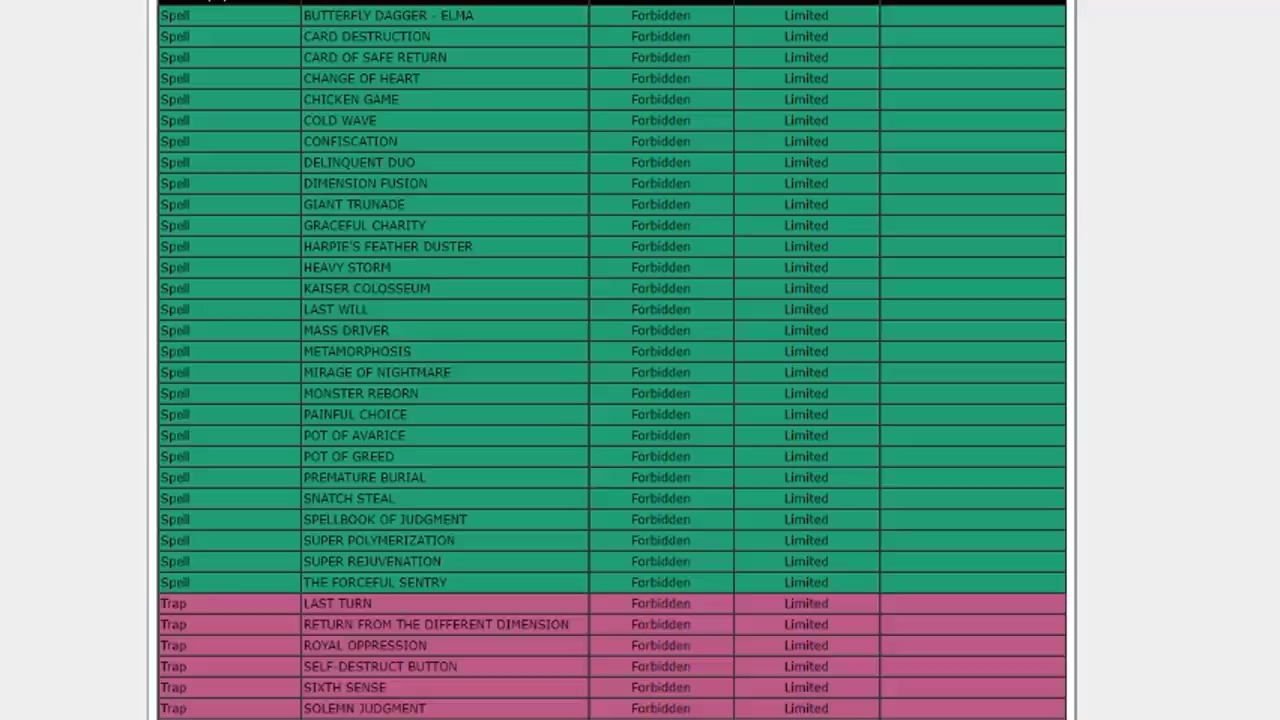 Spell BUTTERFLY DAGGER - ELMA Forbidden Limited
Spell CARD DESTRUCTION Forbidden Limited
Spell CARD OF SAFE RETURN Forbidden Limited
Spell CHANGE OF HEART Forbidden Limited
Spell CHICKEN GAME Forbidden Limited
Spell COLD WAVE Forbidden Limited
Spell CONFISCATION Forbidden Limited
Spell DELINQUENT DUO Forbidden Limited
Spell DIMENSION FUSION Forbidden Limited
Spell GIANT TRUNADE Forbidden Limited
Spell GRACEFUL CHARITY Forbidden Limited
Spell HARPIE'S FEATHER DUSTER Forbidden Limited
Spell HEAVY STORM Forbidden Limited
Spell KAISER COLOSSEUM Forbidden Limited
Spell LAST WILL Forbidden Limited
Spell MASS DRIVER Forbidden Limited
Spell METAMORPHOSIS Forbidden Limited
Spell MIRAGE OF NIGHTMARE Forbidden Limited
Spell MONSTER REBORN Forbidden Limited
Spell PAINFUL CHOICE Forbidden Limited
Spell POT OF AVARICE Forbidden Limited
Spell POT OF GREED Forbidden Limited
Spell PREMATURE BURIAL Forbidden Limited
Spell SNATCH STEAL Forbidden Limited
Spell SPELLBOOK OF JUDGMENT Forbidden Limited
Spell SUPER POLYMERIZATION Forbidden Limited
Spell SUPER REJUVENATION Forbidden Limited
Spell THE FORCEFUL SENTRY Forbidden Limited
Trap LAST TURN Forbidden Limited
Trap RETURN FROM THE DIFFERENT DIMENSION Forbidden Limited
Trap ROYAL OPPRESSION Forbidden Limited
Trap SELF-DESTRUCT BUTTON Forbidden Limited
Trap SIXTH SENSE Forbidden Limited
Trap SOLEMN JUDGMENT Forbidden Limited